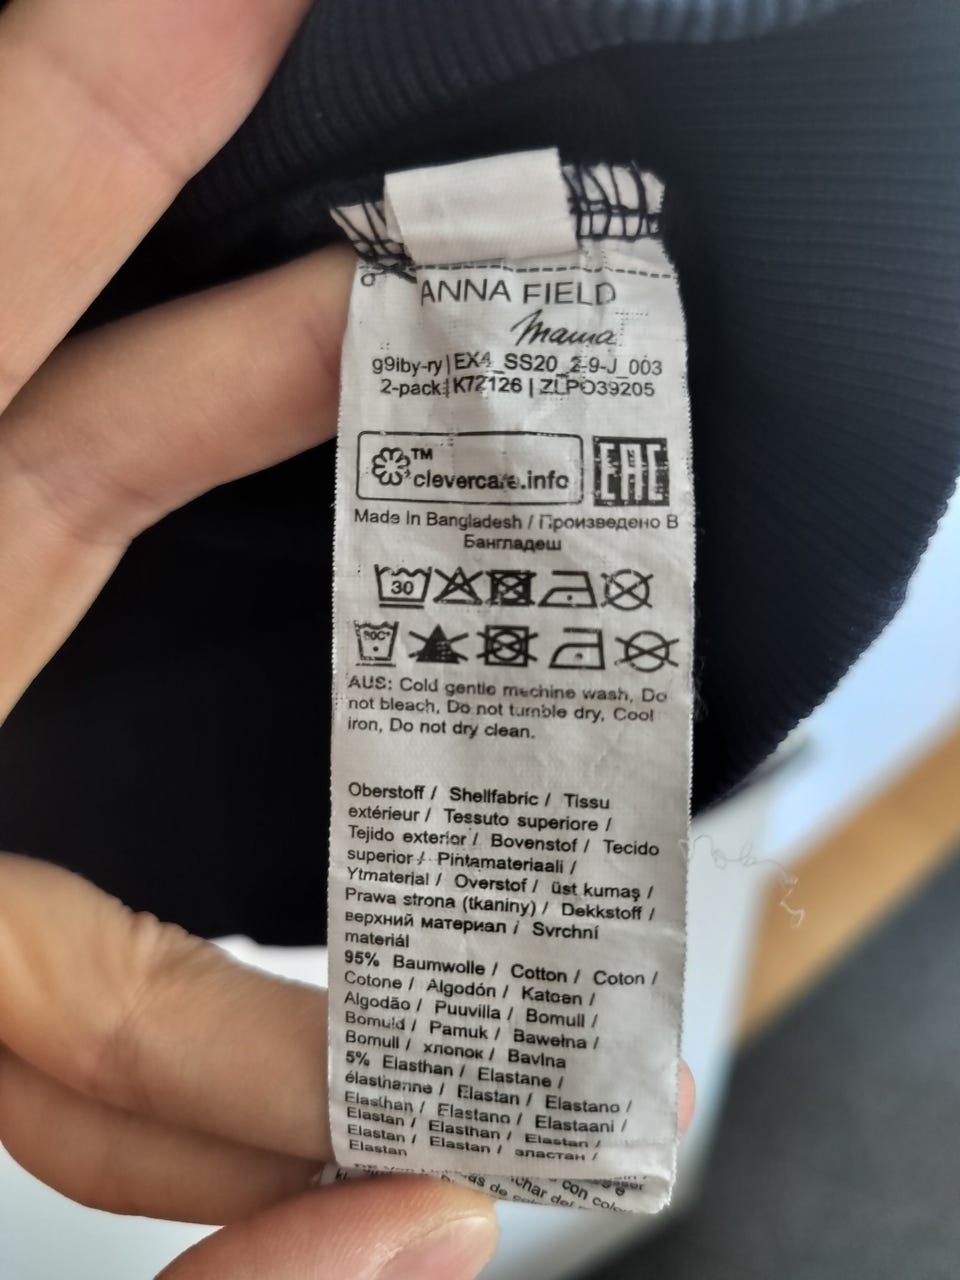 ANNA FIELD
Mama
g9iby-ry | EX4_SS20_2-9-J_003
2-pack | K72126 | ZLPO39205
™
clevercare.info
EAC
Made In Bangladesh / Произведено В
Бангладеш
30
AUS: Cold gentle machine wash, Do
not bleach, Do not tumble dry, Cool
iron, Do not dry clean.
Oberstoff / Shellfabric / Tissu
extérieur / Tessuto superiore /
Tejido exterior / Bovenstof / Tecido
superior / Pintamateriaali /
Ytmaterial / Overstof / üst kumaş /
Prawa strona (tkaniny) / Dekkstoff /
верхний материал / Svrchní
materiál
95% Baumwolle / Cotton / Coton /
Cotone / Algodón / Katoen /
Algodão / Puuvilla / Bomull /
Bomuld / Pamuk / Bawełna /
Bomull / хлопок / Bavlna
5% Elasthan / Elastane /
élasthanne / Elastan / Elastano /
Elasthan / Elastano / Elastaani /
Elastan / Elasthan / Elastan /
Elastan / Elastan / эластан /
Elastan
con